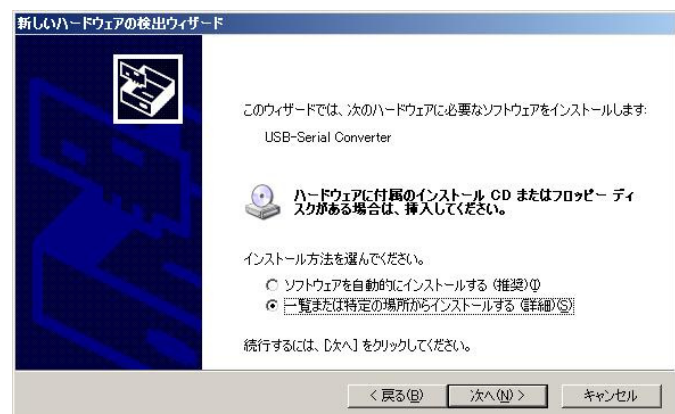 新しいハードウェアの検出ウィザード
このウィザードでは、次のハードウェアに必要なソフトウェアをインストールします:
USB-Serial Converter
ハードウェアに付属のインストール CD またはフロッピー ディ
スクがある場合は、挿入してください。
インストール方法を選んでください。
ソフトウェアを自動的にインストールする (推奨)(I)
一覧または特定の場所からインストールする (詳細)(S)
続行するには、[次へ] をクリックしてください。
< 戻る(B) 次へ(N) > キャンセル